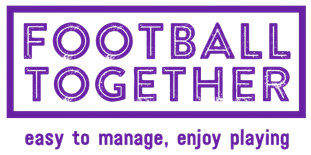 FOOTBALL
TOGETHER
easy to manage, enjoy playing